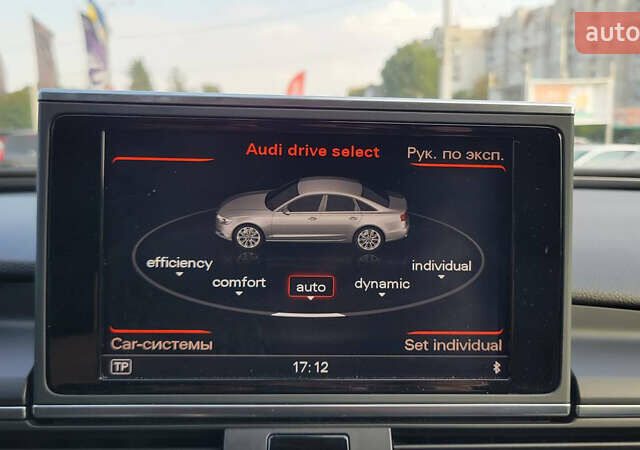 auto
Audi drive select
Рук. по эксп.
efficiency
comfort
auto
dynamic
individual
Car-системы
Set individual
TP
17:12